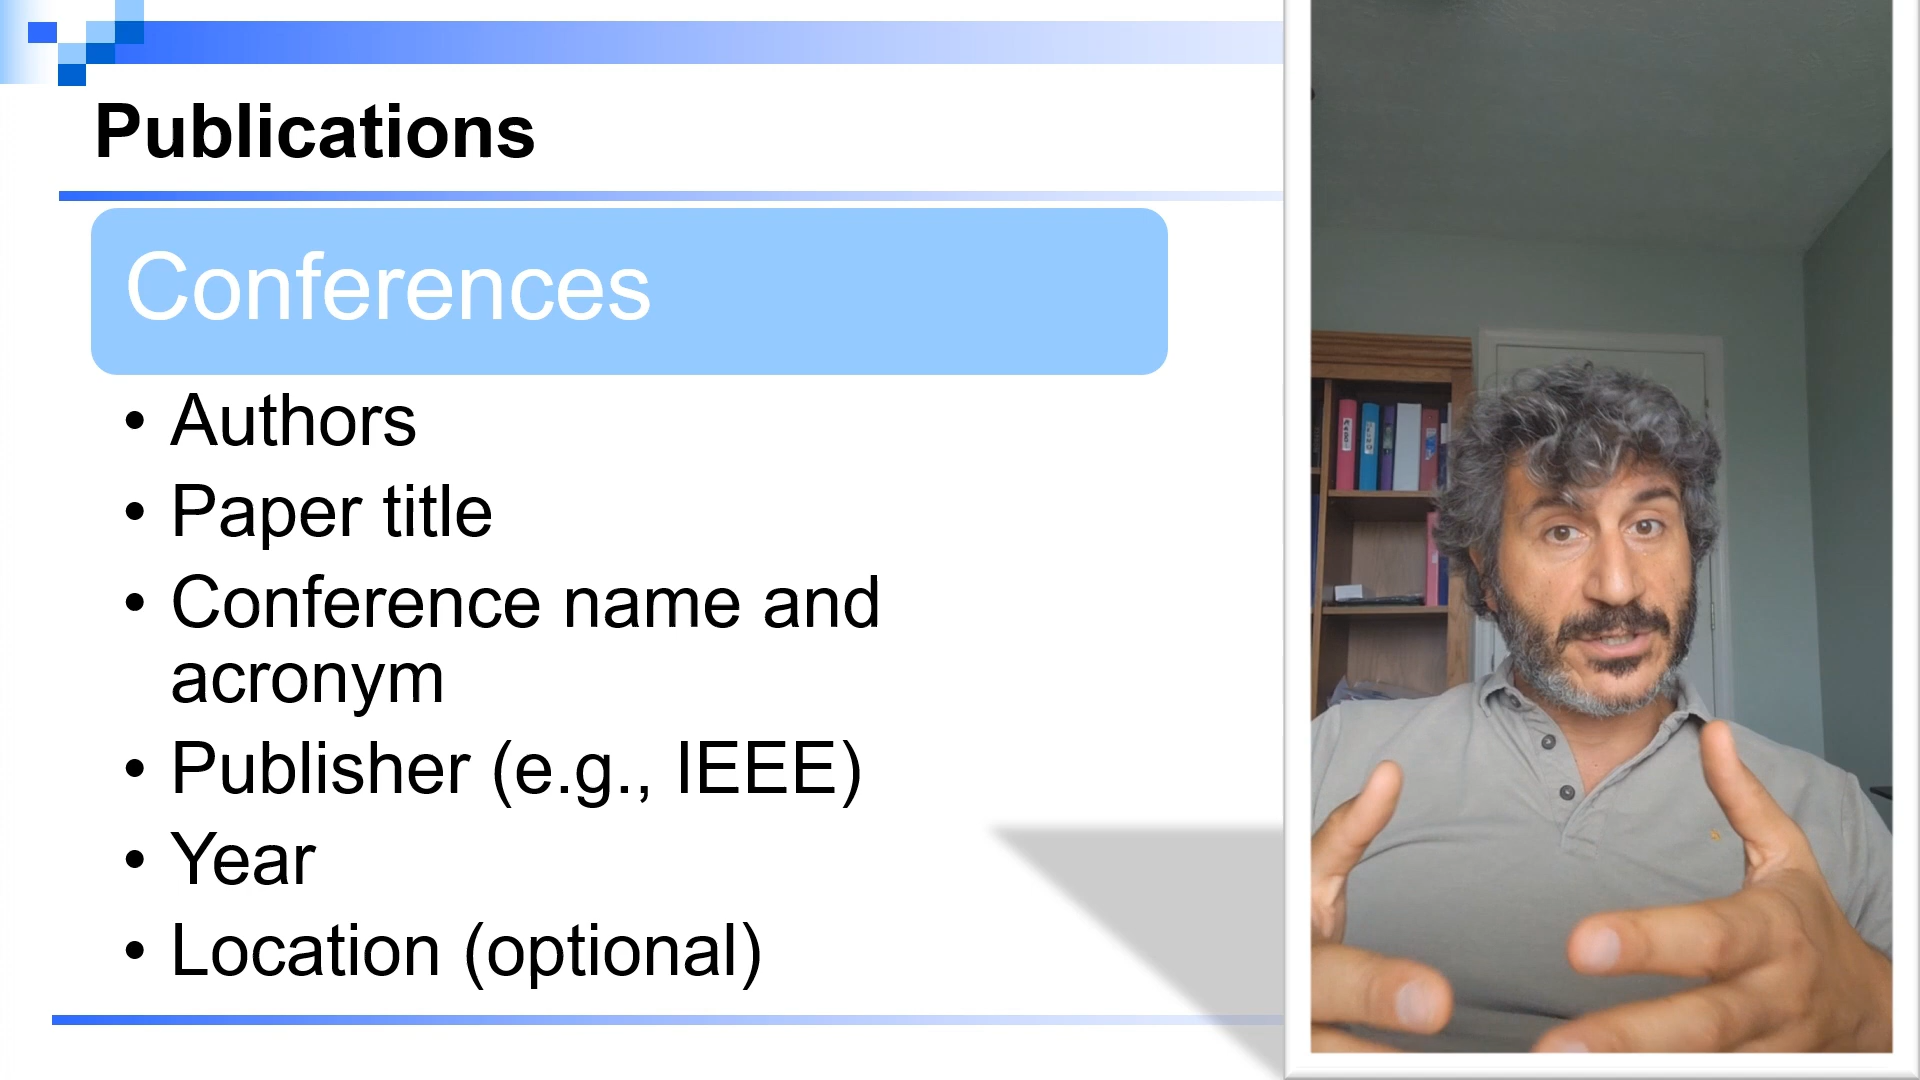 Publications
Conferences
• Authors
• Paper title
• Conference name and
acronym
• Publisher (e.g., IEEE)
• Year
• Location (optional)